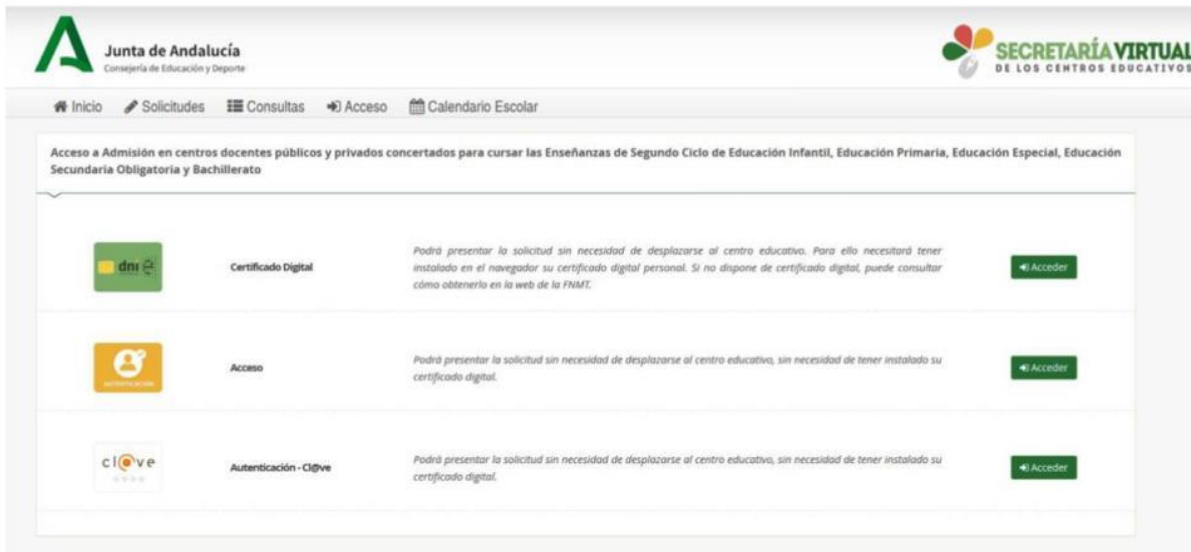 Junta de Andalucía
Consejería de Educación y Deporte
SECRETARÍA VIRTUAL
DE LOS CENTROS EDUCATIVOS
Inicio Solicitudes Consultas Acceso Calendario Escolar
Acceso a Admisión en centros docentes públicos y privados concertados para cursar las Enseñanzas de Segundo Ciclo de Educación Infantil, Educación Primaria, Educación Especial, Educación
Secundaria Obligatoria y Bachillerato
dni e
Certificado Digital
Podrá presentar la solicitud sin necesidad de desplazarse al centro educativo. Para ello necesitará tener
instalado en el navegador su certificado digital personal. Si no dispone de certificado digital, puede consultar
cómo obtenerlo en la web de la FNMT.
Acceder
AUTENTICACIÓN
Acceso
Podrá presentar la solicitud sin necesidad de desplazarse al centro educativo, sin necesidad de tener instalado su
certificado digital.
Acceder
cl@ve
Autenticación - Cl@ve
Podrá presentar la solicitud sin necesidad de desplazarse al centro educativo, sin necesidad de tener instalado su
certificado digital.
Acceder